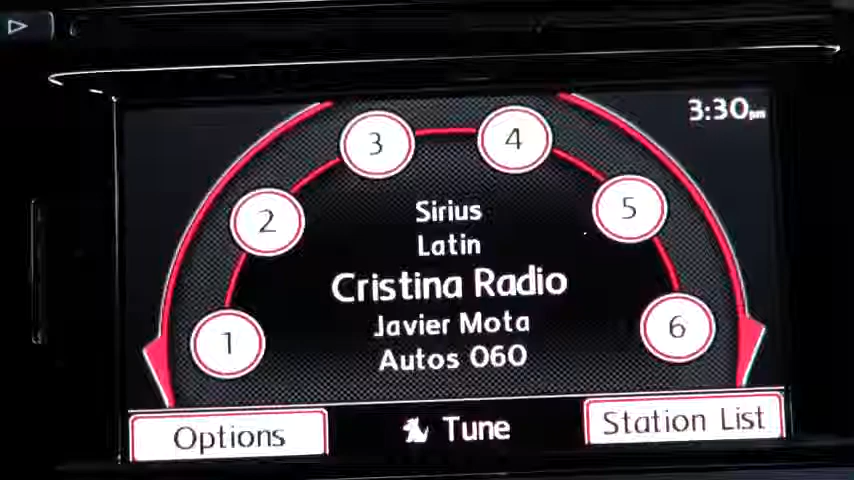 3:30pm
3
4
2
5
1
6
Sirius
Latin
Cristina Radio
Javier Mota
Autos 060
Options
Tune
Station List